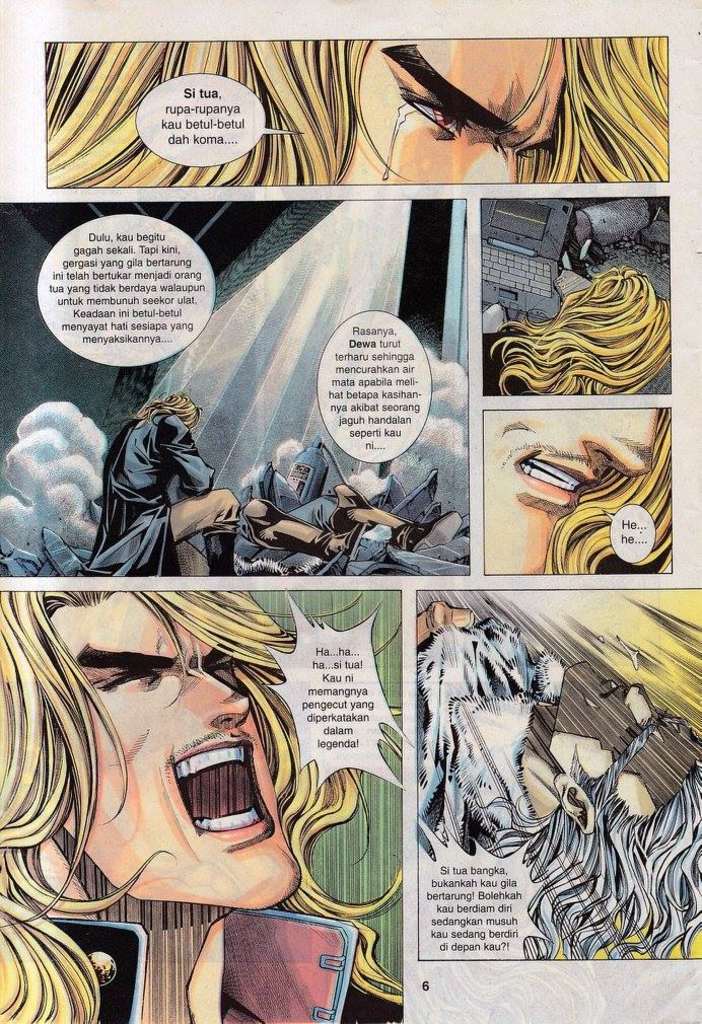 Si tua,
rupa-rupanya
kau betul-betul
dah koma....
Dulu, kau begitu
gagah sekali. Tapi kini,
gergasi yang gila bertarung
ini telah bertukar menjadi orang
tua yang tidak berdaya walaupun
untuk membunuh seekor ulat.
Keadaan ini betul-betul
menyayat hati sesiapa yang
menyaksikannya....
Rasanya,
Dewa turut
terharu sehingga
mencurahkan air
mata apabila meli-
hat betapa kasihan-
nya akibat seorang
jaguh handalan
seperti kau
ni....
He...
he....
Ha...ha...
ha...si tua!
Kau ni
memangnya
pengecut yang
diperkatakan
dalam
legenda!
Si tua bangka,
bukankah kau gila
bertarung! Bolehkah
kau berdiam diri
sedangkan musuh
kau sedang berdiri
di depan kau?!
6